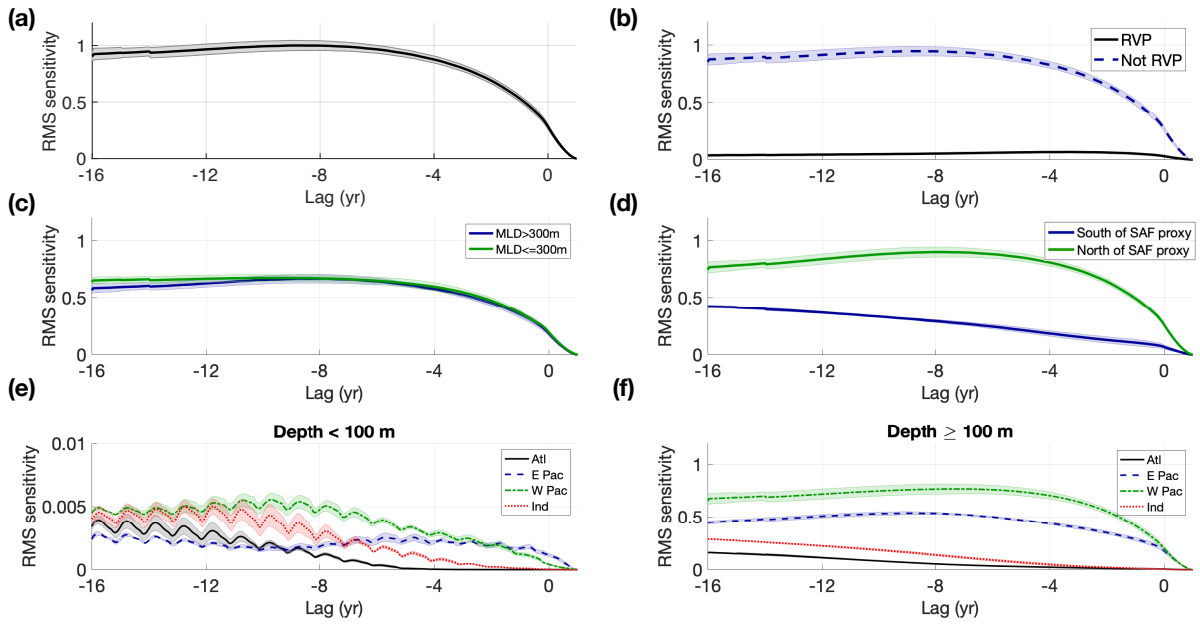 (a)
RMS sensitivity
1
0.5
0
-16 -12 -8 -4 0
Lag (yr)
(b)
RMS sensitivity
1
0.5
0
-16 -12 -8 -4 0
Lag (yr)
RVP
Not RVP
(c)
RMS sensitivity
1
0.5
0
-16 -12 -8 -4 0
Lag (yr)
MLD>300m
MLD<=300m
(d)
RMS sensitivity
1
0.5
0
-16 -12 -8 -4 0
Lag (yr)
South of SAF proxy
North of SAF proxy
(e)
Depth < 100 m
RMS sensitivity
0.01
0.005
0
-16 -12 -8 -4 0
Lag (yr)
Atl
E Pac
W Pac
Ind
(f)
Depth ≥ 100 m
RMS sensitivity
1
0.5
0
-16 -12 -8 -4 0
Lag (yr)
Atl
E Pac
W Pac
Ind